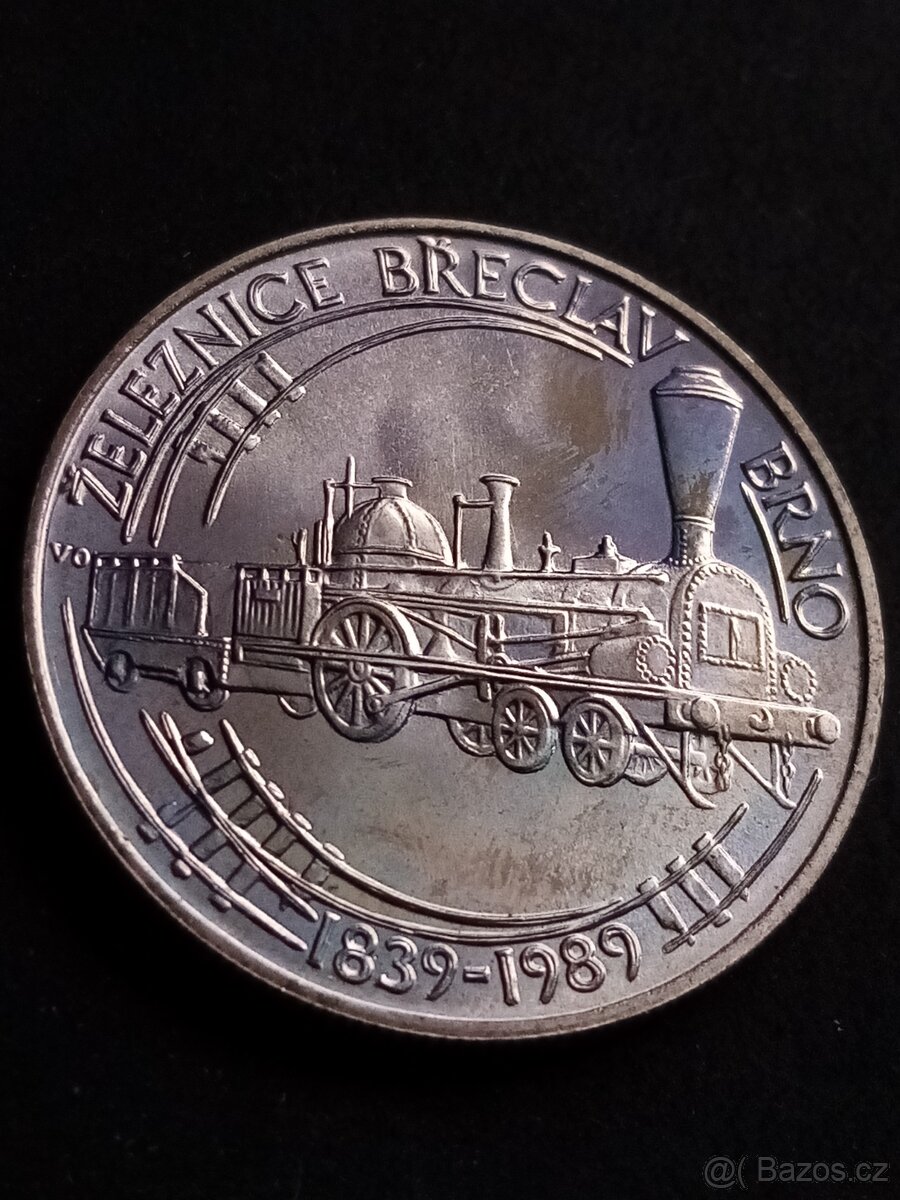 ŽELEZNICE BŘECLAV BRNO
VO
1839-1989
@( Bazos.cz